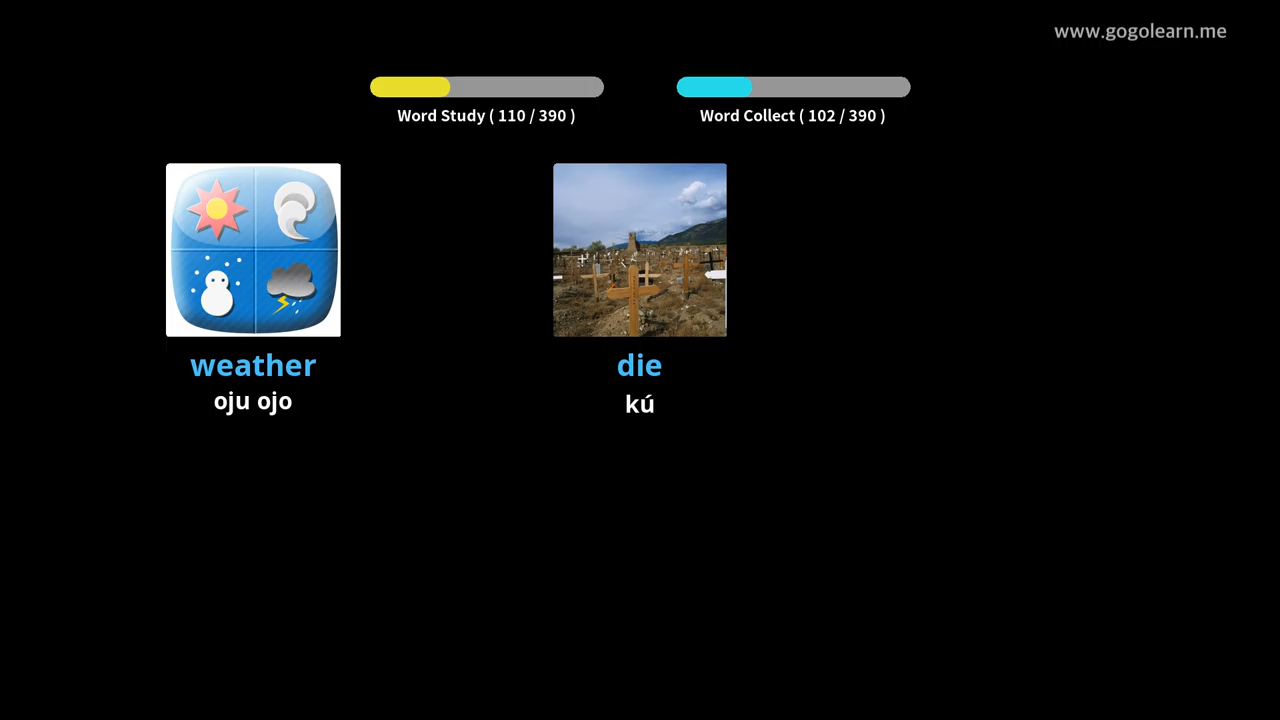 www.gogolearn.me
Word Study ( 110 / 390 )
Word Collect ( 102 / 390 )
weather
oju ojo
die
kú